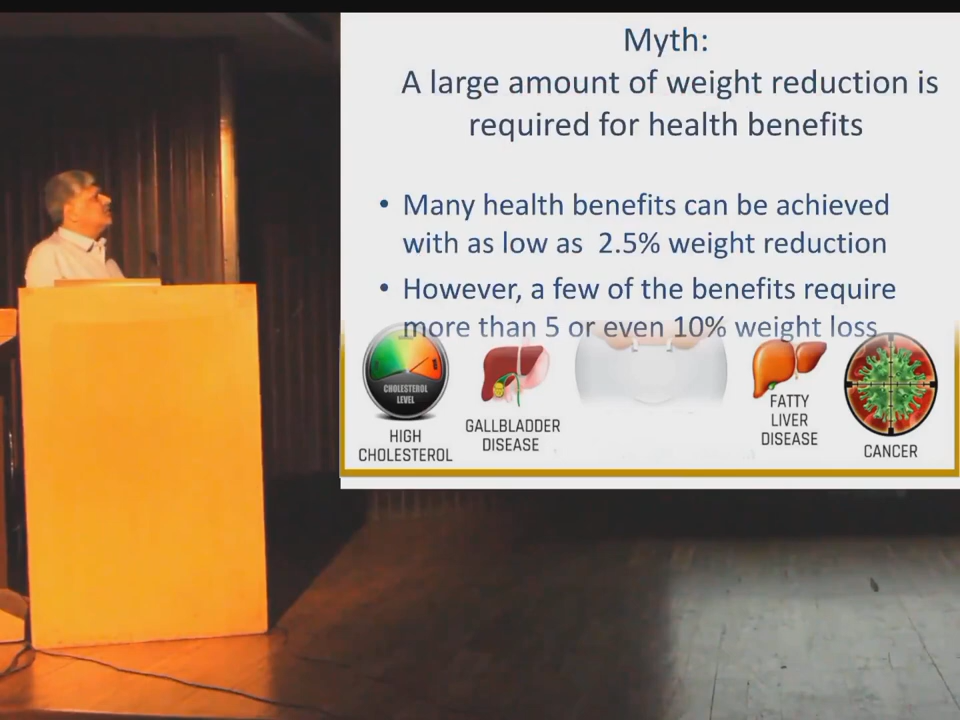 Myth:
A large amount of weight reduction is
required for health benefits
• Many health benefits can be achieved
with as low as 2.5% weight reduction
• However, a few of the benefits require
more than 5 or even 10% weight loss
CHOLESTEROL
LEVEL
HIGH
CHOLESTEROL
GALLBLADDER
DISEASE
FATTY
LIVER
DISEASE
CANCER